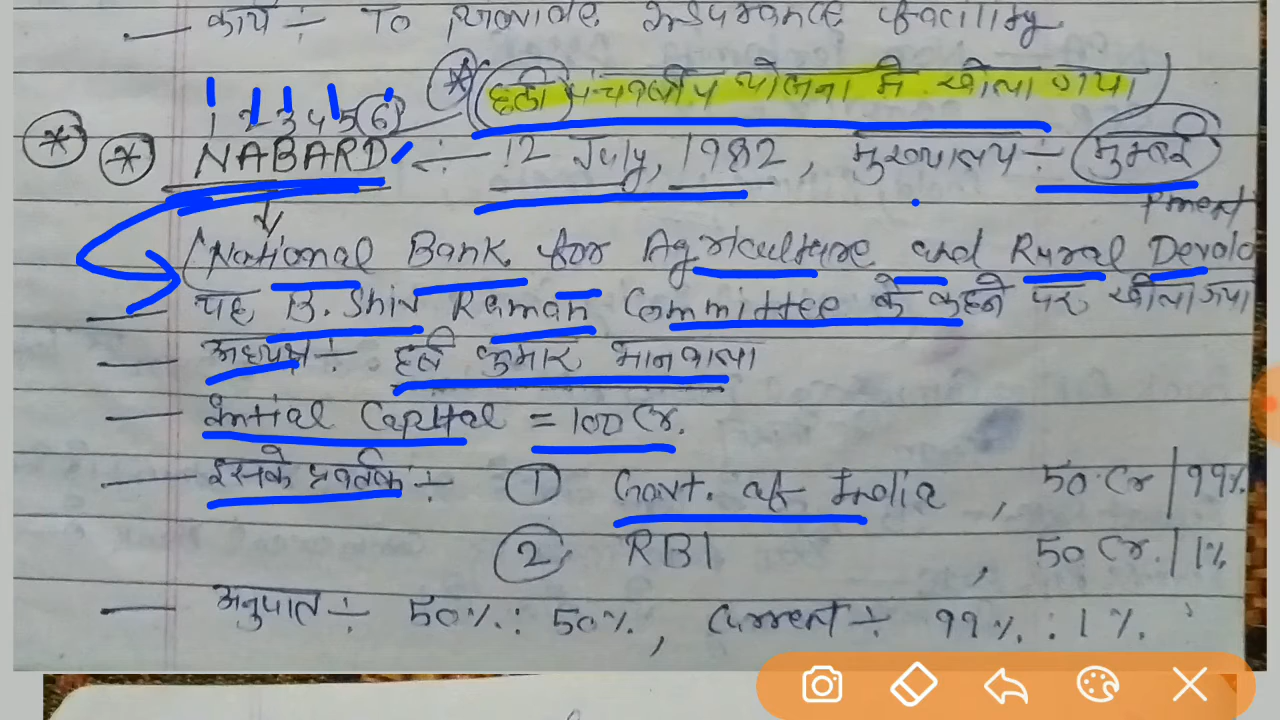 — कार्य ÷ To Provide Insurance facility
1 2 3 4 5 6 * छठी पंचवर्षीय योजना में खोला गया
* * NABARD ÷ 12 July, 1982, मुख्यालय ÷ मुम्बई
(National Bank for Agriculture and Rural Develo pment
— यह B. Shiv Raman Committee के कहने पर खोला गया
— अध्यक्ष ÷ हर्ष कुमार भानवाला
— Intial Capital = 100 Cr.
— इसके प्रवर्तक ÷ 1 Govt. of India, 50 Cr | 99%
2 RBI, 50 Cr. | 1%
— अनुपात ÷ 50% : 50%, Current ÷ 99% : 1%